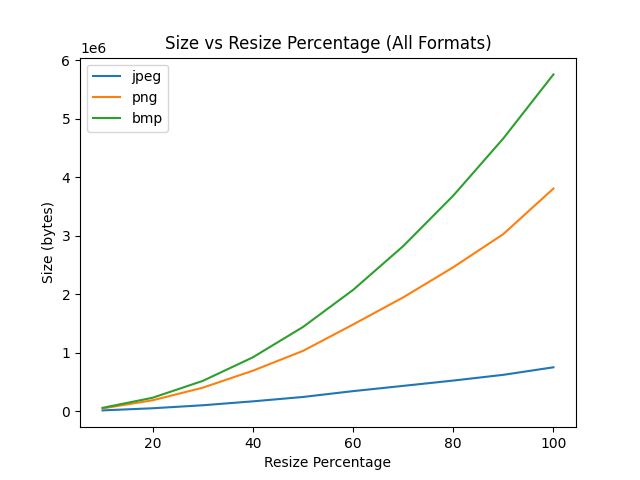 Size vs Resize Percentage (All Formats)
1e6
jpeg
png
bmp
6
5
4
3
2
1
0
Size (bytes)
20 40 60 80 100
Resize Percentage